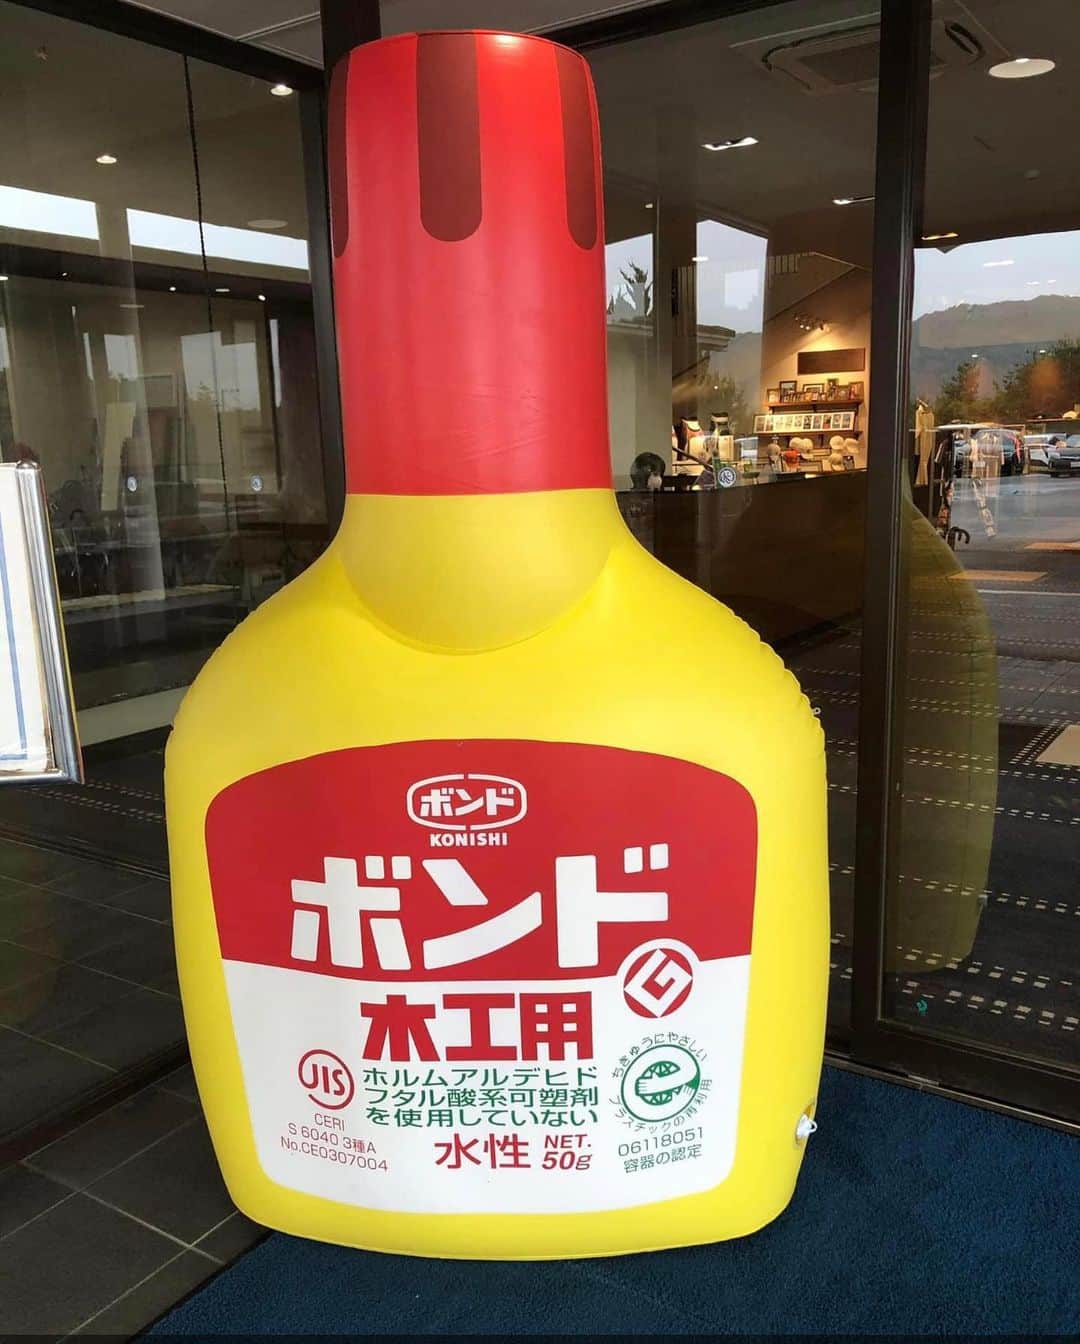 ボンド
KONISHI
ボンド
木工用
JIS
ホルムアルデヒド
フタル酸系可塑剤
を使用していない
CERI
S 6040 3種A
No.CE0307004
水性 NET.
50g
ちきゅうにやさしい
プラスチックの再利用
06118051
容器の認定